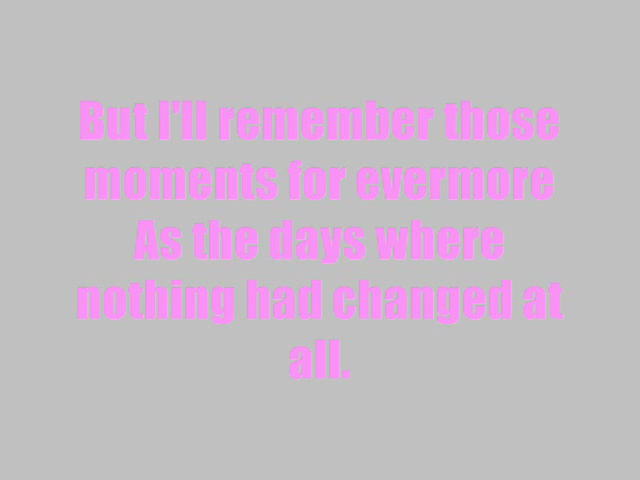 But I'll remember those
moments for evermore
As the days where
nothing had changed at
all.